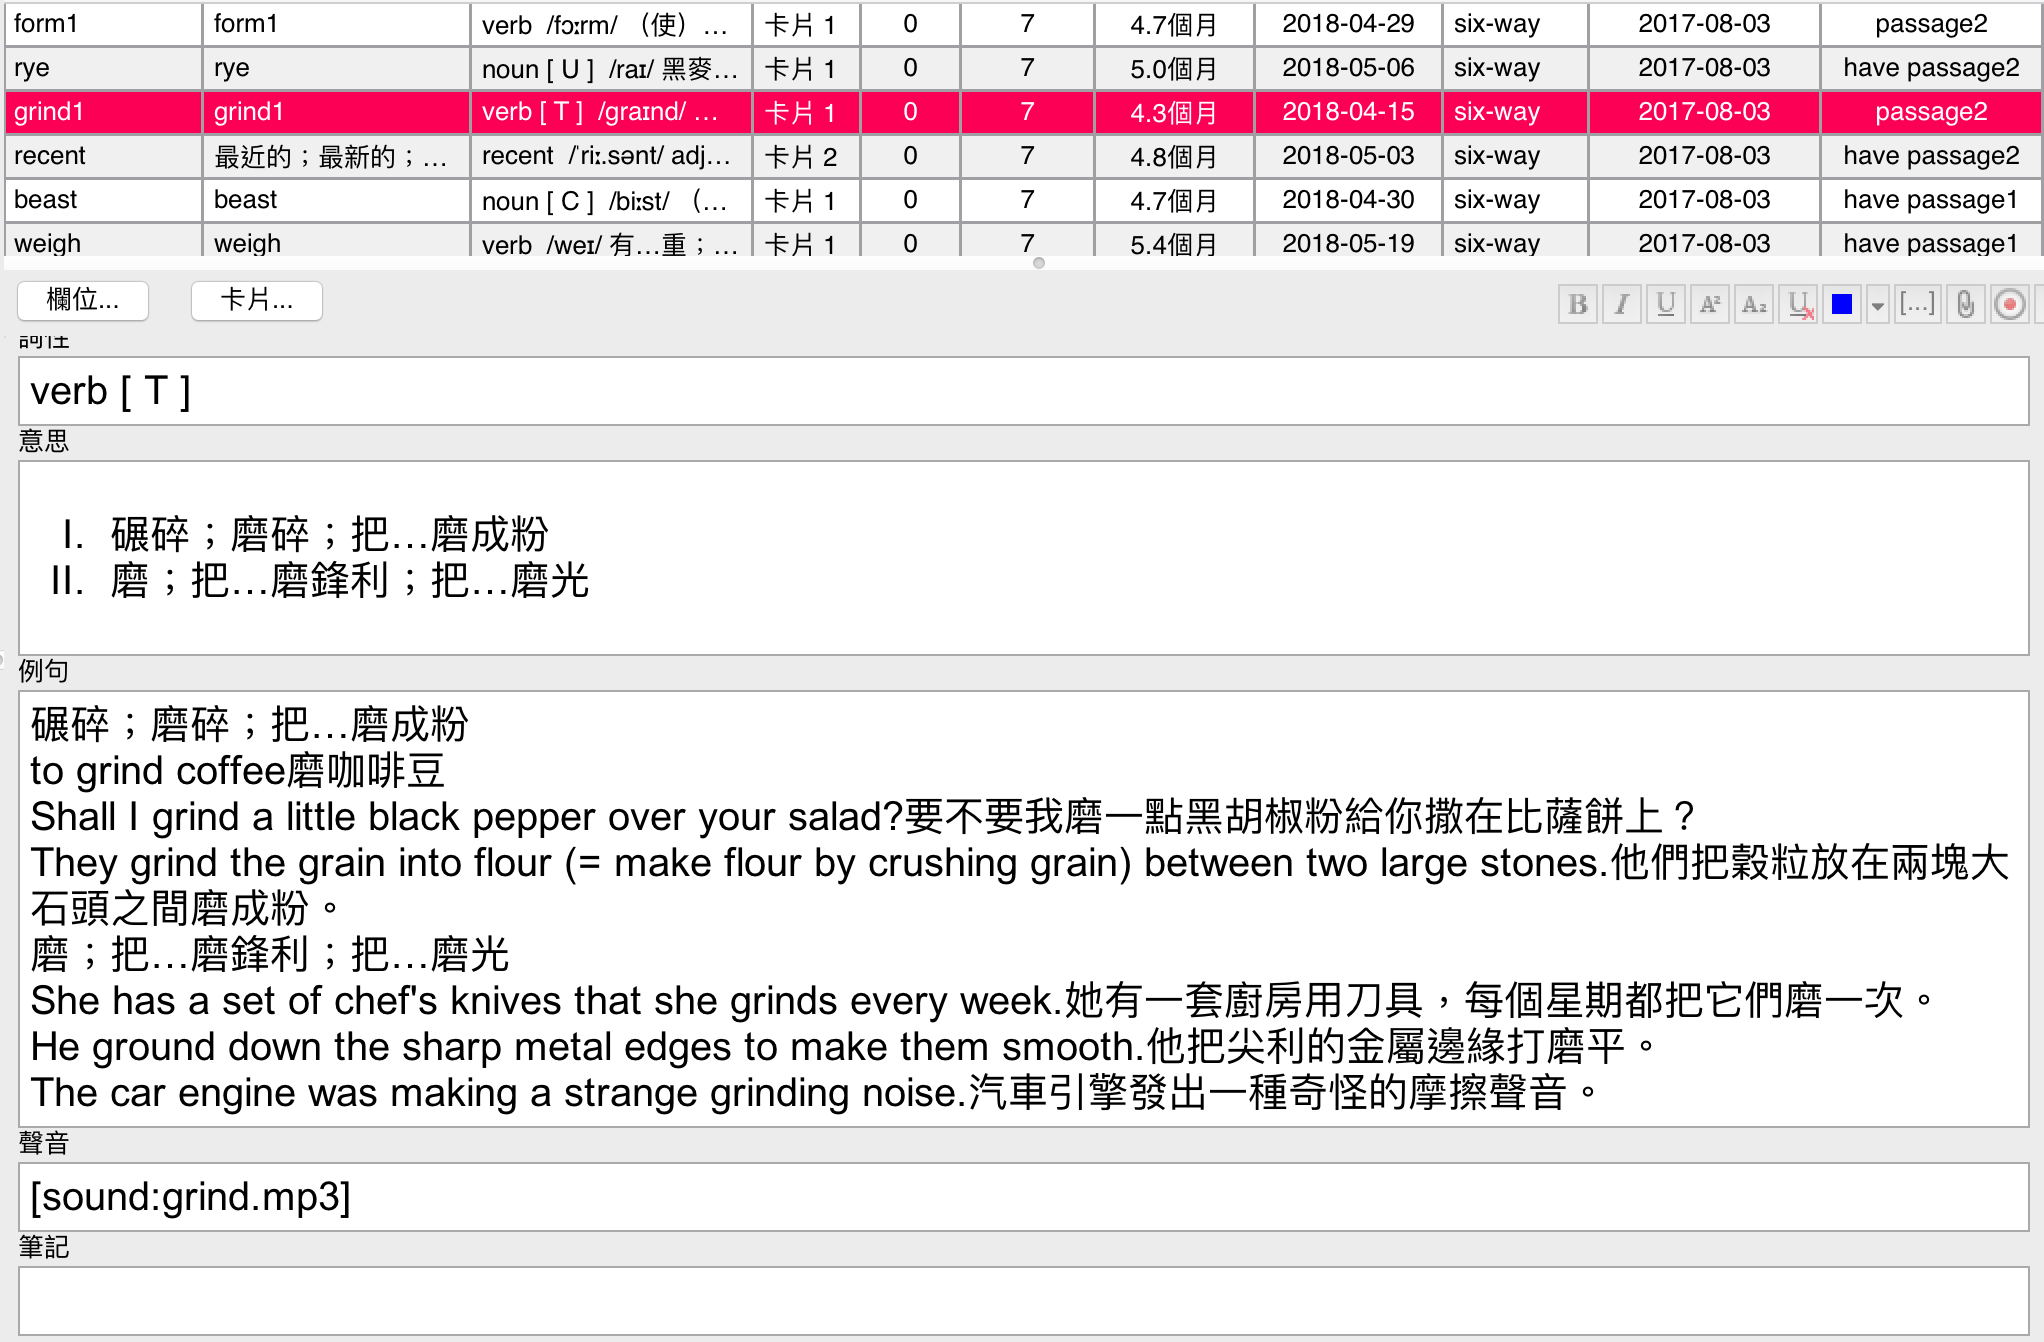 form1 form1 verb /fɔːrm/ （使）… 卡片 1 0 7 4.7個月 2018-04-29 six-way 2017-08-03 passage2
rye rye noun [ U ] /raɪ/ 黑麥… 卡片 1 0 7 5.0個月 2018-05-06 six-way 2017-08-03 have passage2
grind1 grind1 verb [ T ] /graɪnd/ … 卡片 1 0 7 4.3個月 2018-04-15 six-way 2017-08-03 passage2
recent 最近的；最新的；… recent /ˈriː.sənt/ adj… 卡片 2 0 7 4.8個月 2018-05-03 six-way 2017-08-03 have passage2
beast beast noun [ C ] /biːst/ （… 卡片 1 0 7 4.7個月 2018-04-30 six-way 2017-08-03 have passage1
weigh weigh verb /weɪ/ 有…重；… 卡片 1 0 7 5.4個月 2018-05-19 six-way 2017-08-03 have passage1
欄位... 卡片... B I U A² A₂ U [...]
詞性
verb [ T ]
意思
I. 碾碎；磨碎；把…磨成粉
II. 磨；把…磨鋒利；把…磨光
例句
碾碎；磨碎；把…磨成粉
to grind coffee磨咖啡豆
Shall I grind a little black pepper over your salad?要不要我磨一點黑胡椒粉給你撒在比薩餅上？
They grind the grain into flour (= make flour by crushing grain) between two large stones.他們把穀粒放在兩塊大
石頭之間磨成粉。
磨；把…磨鋒利；把…磨光
She has a set of chef's knives that she grinds every week.她有一套廚房用刀具，每個星期都把它們磨一次。
He ground down the sharp metal edges to make them smooth.他把尖利的金屬邊緣打磨平。
The car engine was making a strange grinding noise.汽車引擎發出一種奇怪的摩擦聲音。
聲音
[sound:grind.mp3]
筆記